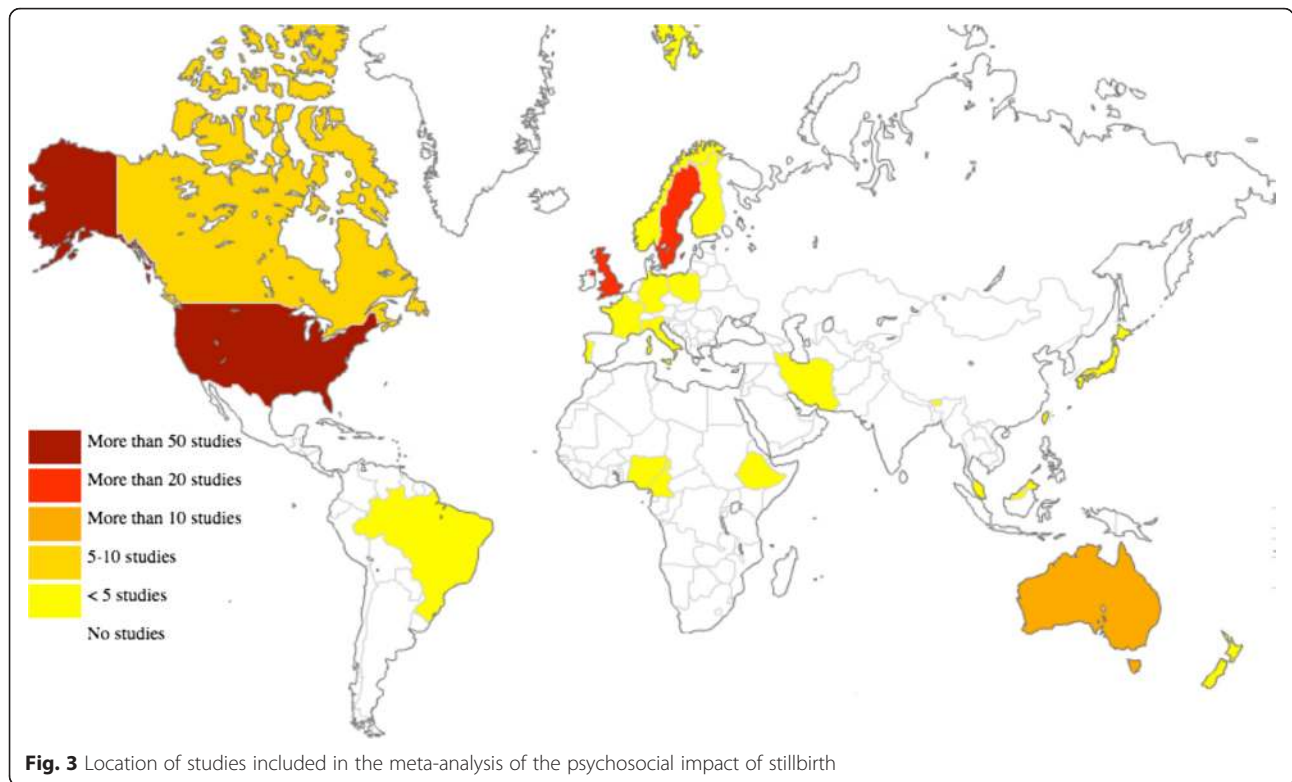 More than 50 studies
More than 20 studies
More than 10 studies
5-10 studies
< 5 studies
No studies
Fig. 3 Location of studies included in the meta-analysis of the psychosocial impact of stillbirth